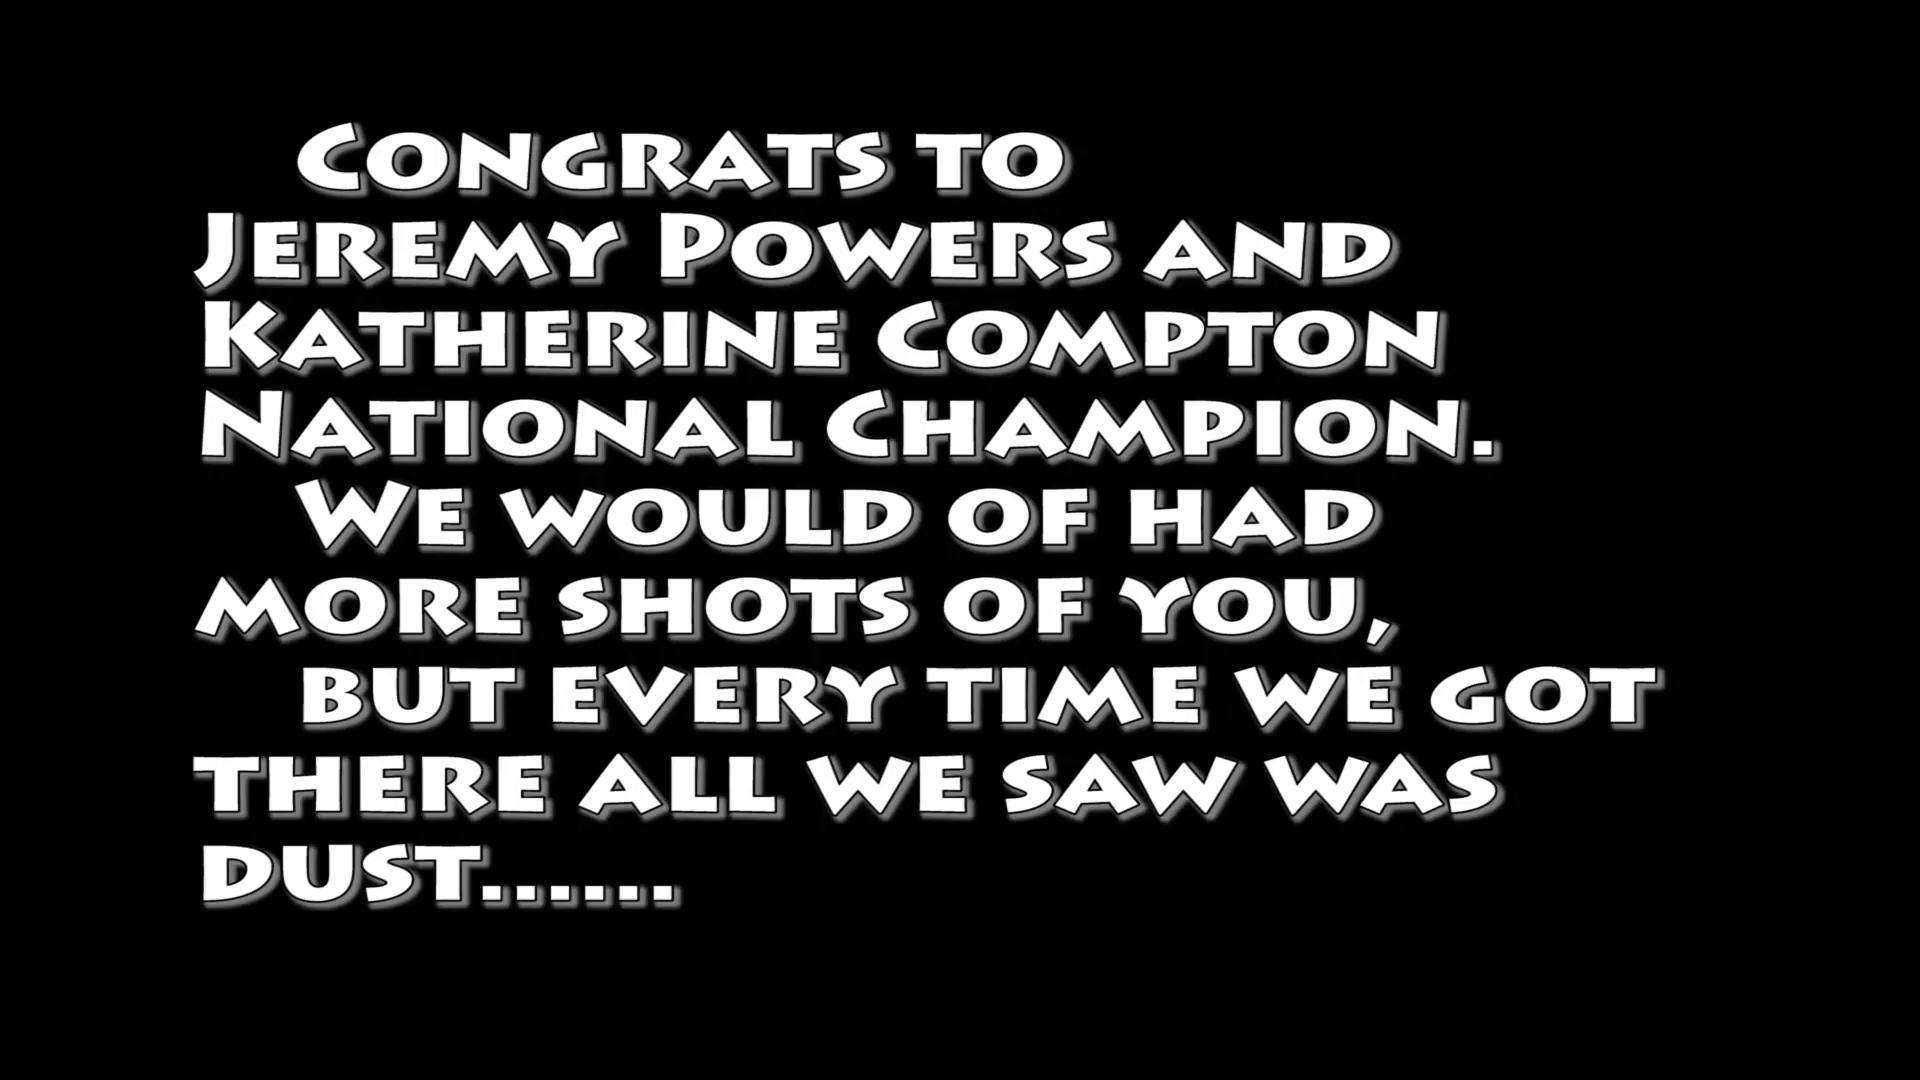 Congrats to
Jeremy Powers and
Katherine Compton
National Champion.
We would of had
more shots of you,
but every time we got
there all we saw was
dust......